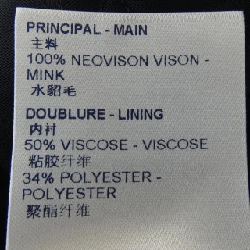 PRINCIPAL - MAIN
主料
100% NEOVISON VISON -
MINK
水貂毛
DOUBLURE - LINING
内衬
50% VISCOSE - VISCOSE
粘胶纤维
34% POLYESTER -
POLYESTER
聚酯纤维